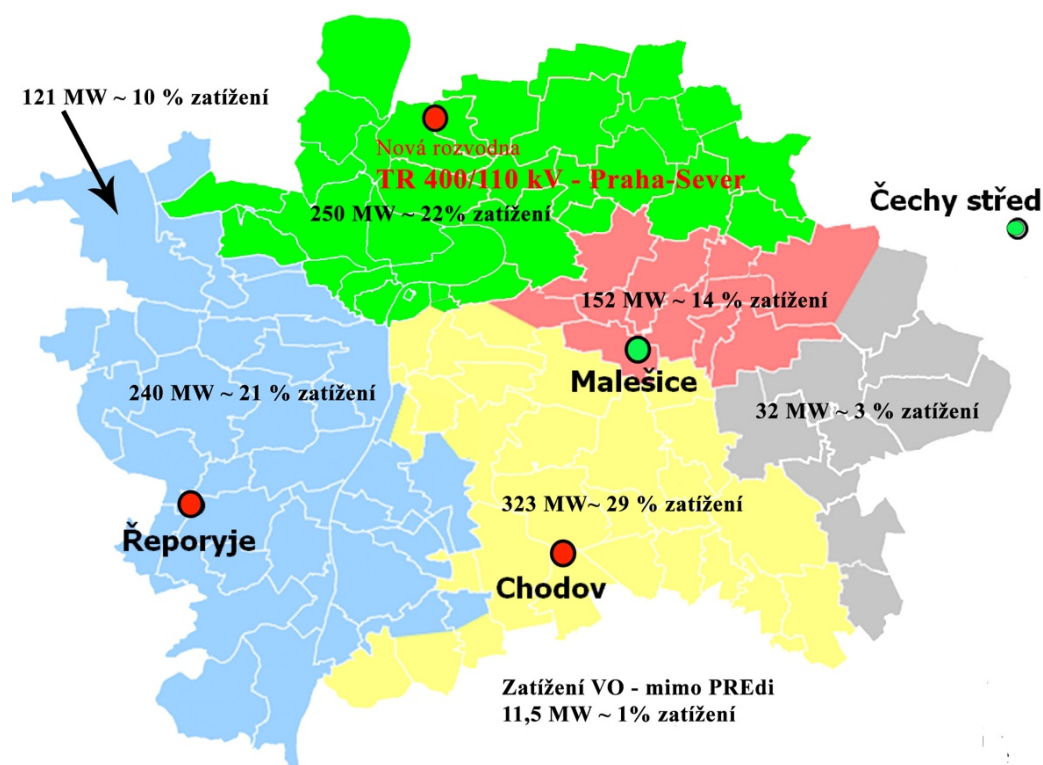 121 MW ~ 10 % zatížení
Nová rozvodna
TR 400/110 kV - Praha-Sever
250 MW ~ 22% zatížení
Čechy střed
152 MW ~ 14 % zatížení
Malešice
240 MW ~ 21 % zatížení
32 MW ~ 3 % zatížení
323 MW~ 29 % zatížení
Řeporyje
Chodov
Zatížení VO - mimo PREdi
11,5 MW ~ 1% zatížení